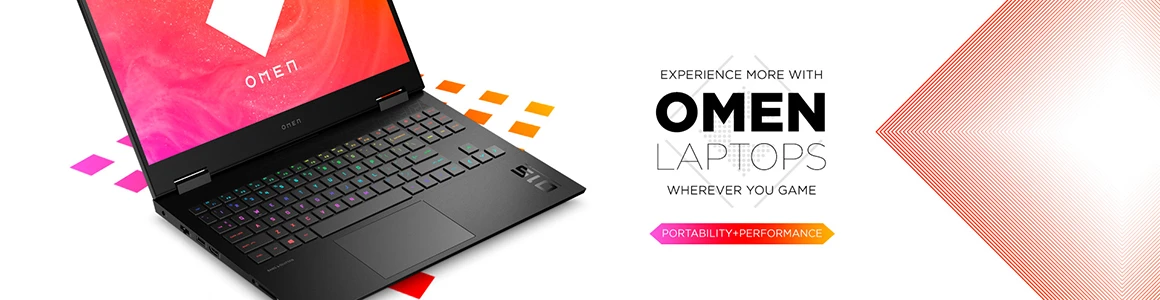 OMEN
OMEN
EXPERIENCE MORE WITH
OMEN
LAPTOPS
WHEREVER YOU GAME
PORTABILITY+PERFORMANCE